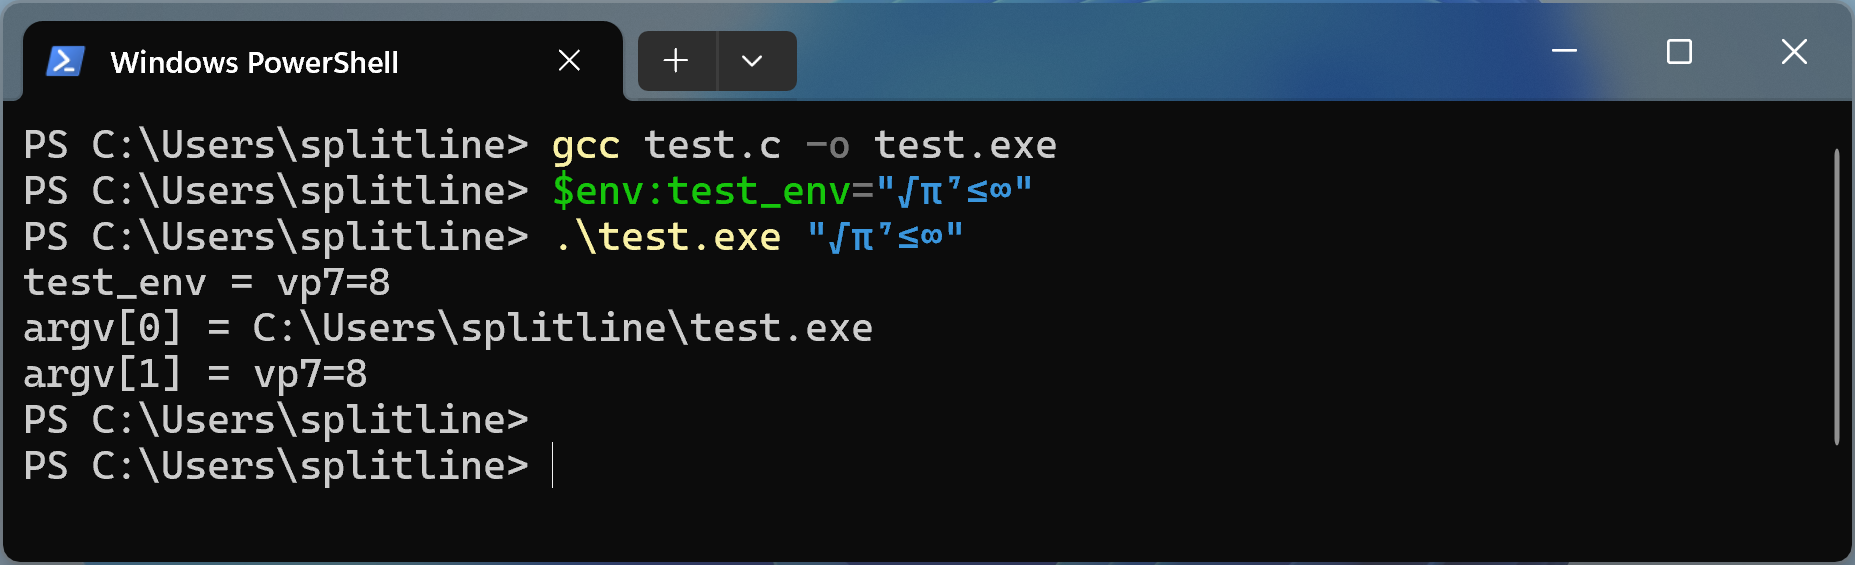 Windows PowerShell
PS C:\Users\splitline> gcc test.c -o test.exe
PS C:\Users\splitline> $env:test_env="√π⁷≤∞"
PS C:\Users\splitline> .\test.exe "√π⁷≤∞"
test_env = vp7=8
argv[0] = C:\Users\splitline\test.exe
argv[1] = vp7=8
PS C:\Users\splitline>
PS C:\Users\splitline>